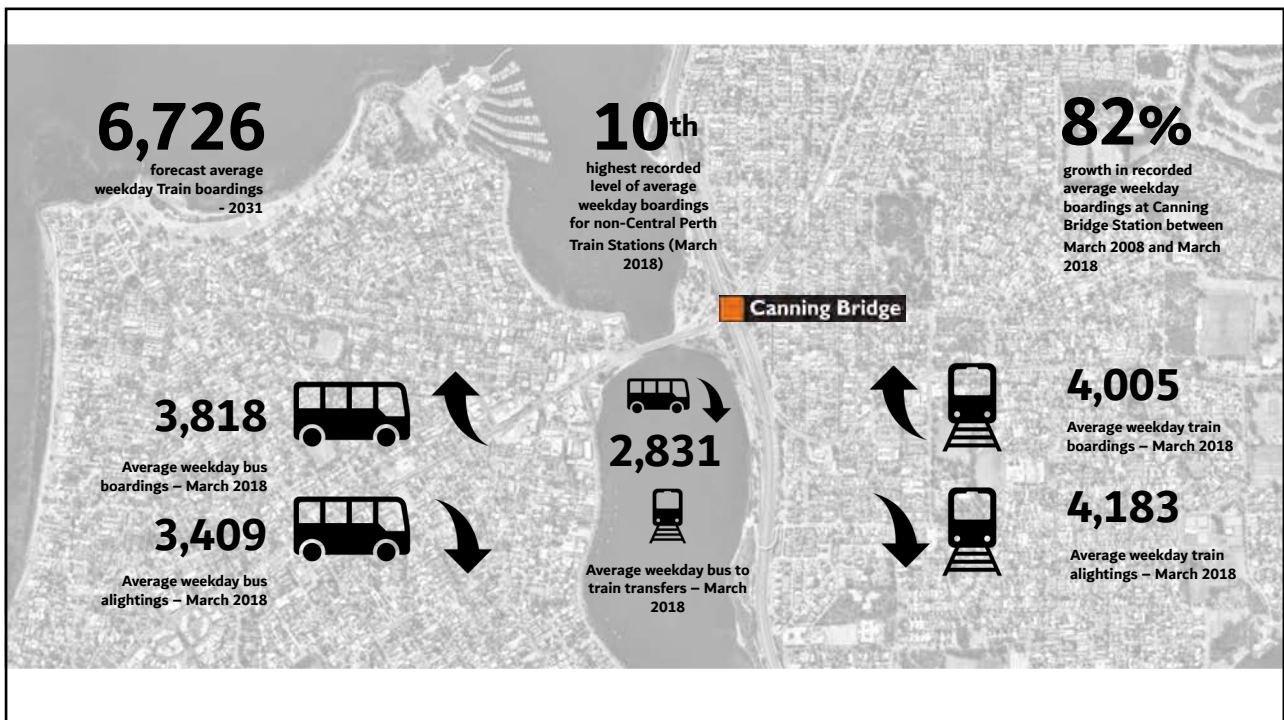 6,726
forecast average
weekday Train boardings
- 2031
10th
highest recorded
level of average
weekday boardings
for non-Central Perth
Train Stations (March
2018)
82%
growth in recorded
average weekday
boardings at Canning
Bridge Station between
March 2008 and March
2018
Canning Bridge
3,818
Average weekday bus
boardings – March 2018
3,409
Average weekday bus
alightings – March 2018
2,831
Average weekday bus to
train transfers – March
2018
4,005
Average weekday train
boardings – March 2018
4,183
Average weekday train
alightings – March 2018